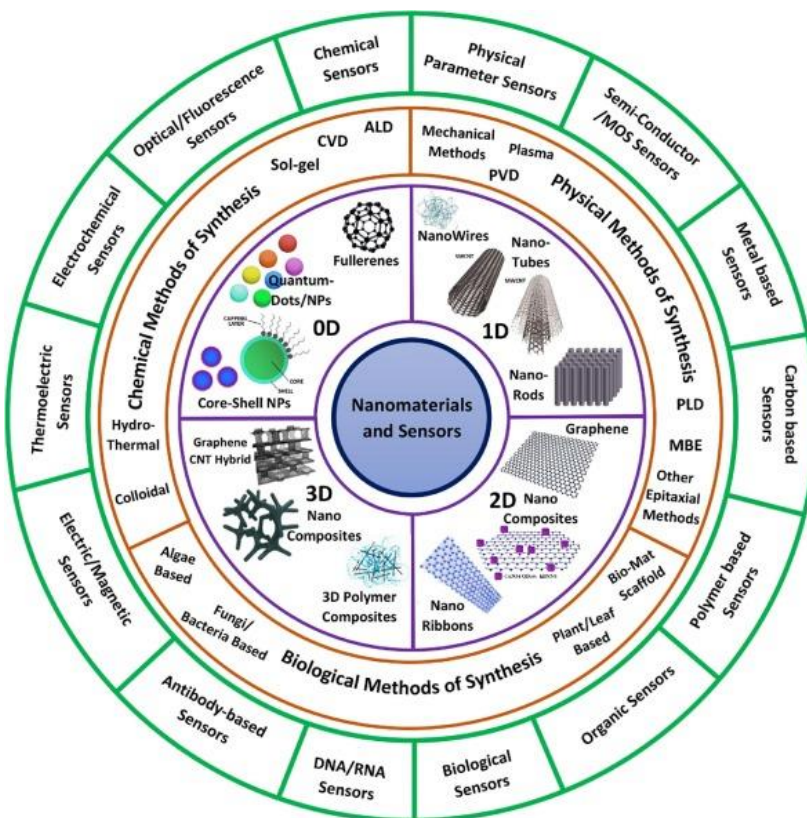 Chemical
Sensors
Physical
Parameter Sensors
Semi-Conductor
/MOS Sensors
Metal based
Sensors
Carbon based
Sensors
Polymer based
Sensors
Organic Sensors
Biological
Sensors
DNA/RNA
Sensors
Antibody-based
Sensors
Electric/Magnetic
Sensors
Thermoelectric
Sensors
Electrochemical
Sensors
Optical/Fluorescence
Sensors
Chemical Methods of Synthesis
ALD
CVD
Sol-gel
Hydro-
Thermal
Colloidal
Physical Methods of Synthesis
Mechanical
Methods
Plasma
PVD
PLD
MBE
Other
Epitaxial
Methods
Biological Methods of Synthesis
Algae
Based
Fungi/
Bacteria Based
Plant/Leaf
Based
Bio-Mat
Scaffold
Fullerenes
Quantum-
Dots/NPs
0D
CORE
SHELL
Core-Shell NPs
NanoWires
Nano-
Tubes
SWCNT
MWCNT
1D
Nano-
Rods
Graphene
CNT Hybrid
3D
Nano
Composites
3D Polymer
Composites
Graphene
2D
Nano
Composites
Nano
Ribbons
Nanomaterials
and Sensors